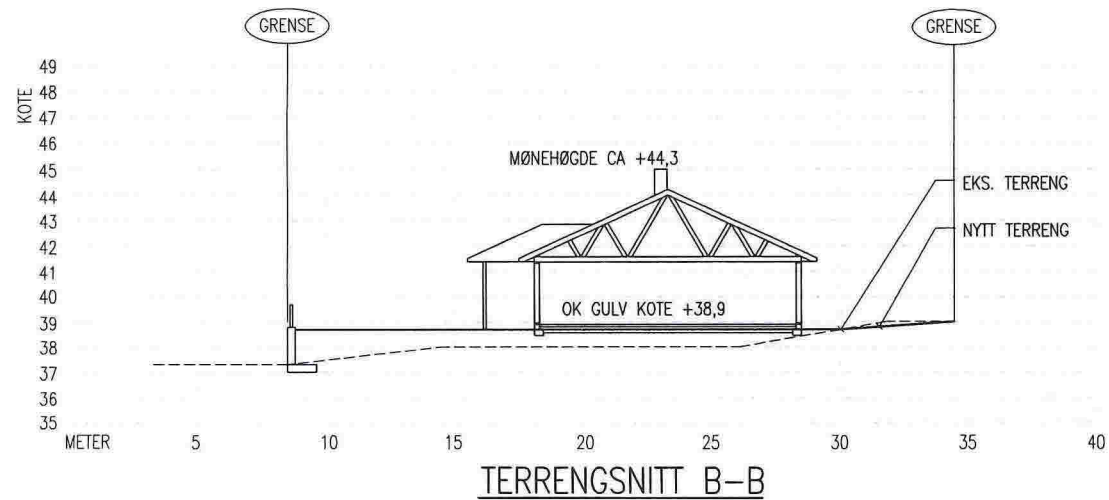 GRENSE
GRENSE
KOTE
49
48
47
46
45
44
43
42
41
40
39
38
37
36
35
MØNEHØGDE CA +44,3
EKS. TERRENG
NYTT TERRENG
OK GULV KOTE +38,9
METER 5 10 15 20 25 30 35 40
TERRENGSNITT B-B